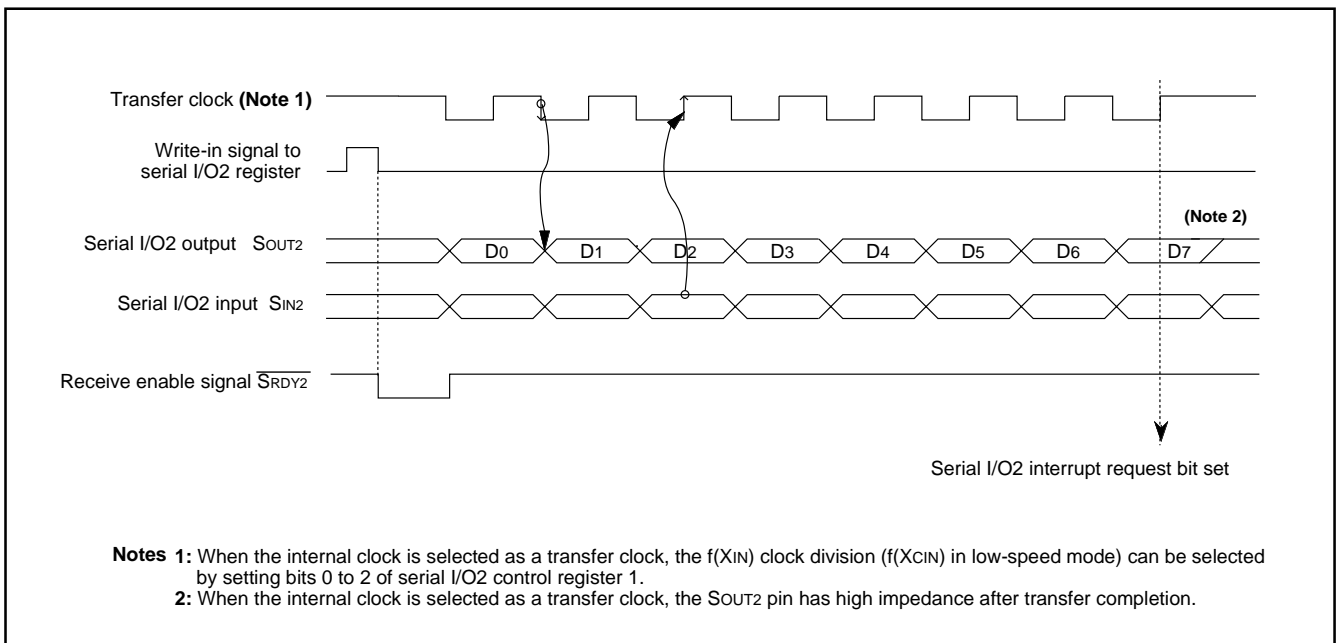 Transfer clock (Note 1)
Write-in signal to
serial I/O2 register
(Note 2)
Serial I/O2 output SOUT2
D0 D1 D2 D3 D4 D5 D6 D7
Serial I/O2 input SIN2
Receive enable signal SRDY2
Serial I/O2 interrupt request bit set
Notes 1: When the internal clock is selected as a transfer clock, the f(XIN) clock division (f(XCIN) in low-speed mode) can be selected
by setting bits 0 to 2 of serial I/O2 control register 1.
2: When the internal clock is selected as a transfer clock, the SOUT2 pin has high impedance after transfer completion.